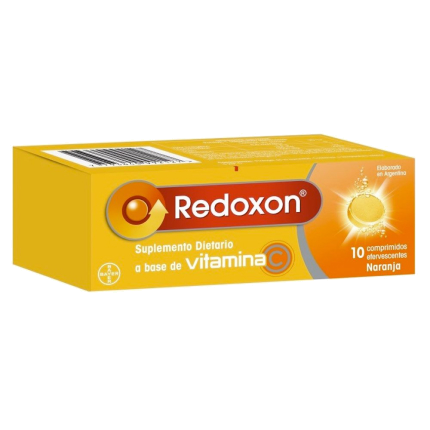 Redoxon®
Suplemento Dietario
a base de Vitamina C
BAYER
Elaborado
en Argentina
10 comprimidos
efervescentes
Naranja